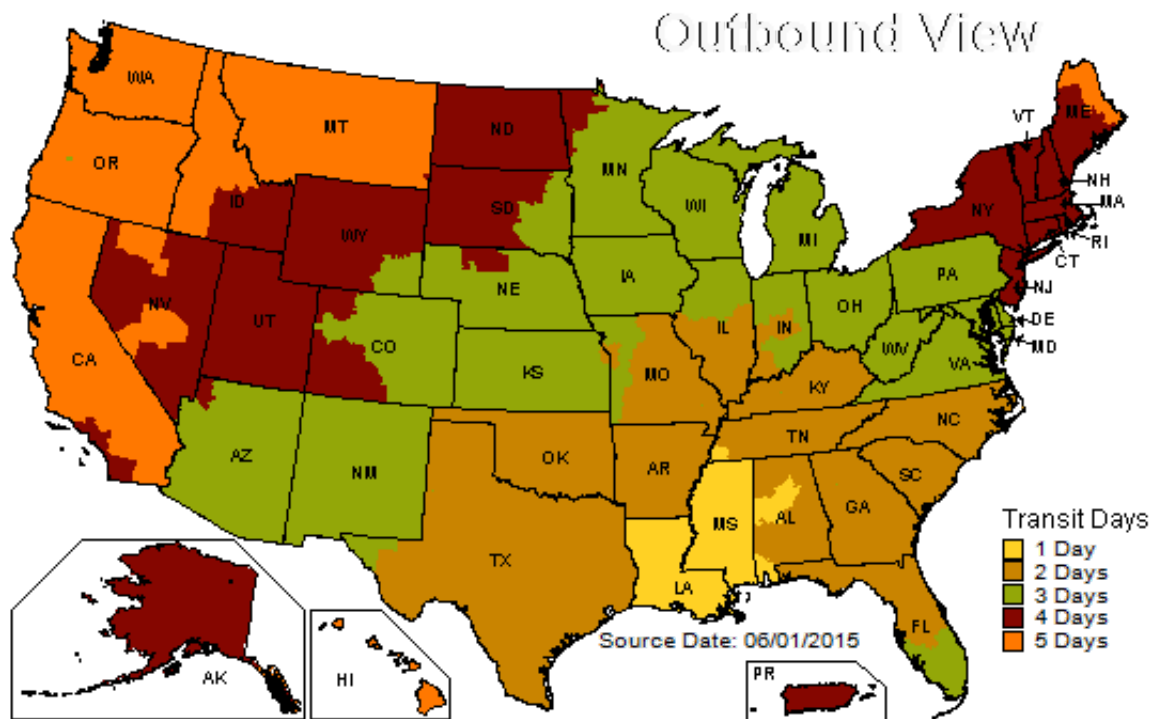 Outbound View
WA
MT
ND
MN
VT
ME
OR
ID
SD
WI
MI
NY
NH
MA
RI
CT
WY
NE
IA
PA
NJ
NV
UT
CO
IL
IN
OH
DE
MD
CA
KS
MO
WV
VA
KY
AZ
NM
OK
AR
TN
NC
SC
MS
AL
GA
TX
LA
FL
Transit Days
1 Day
2 Days
3 Days
4 Days
5 Days
Source Date: 06/01/2015
AK
HI
PR